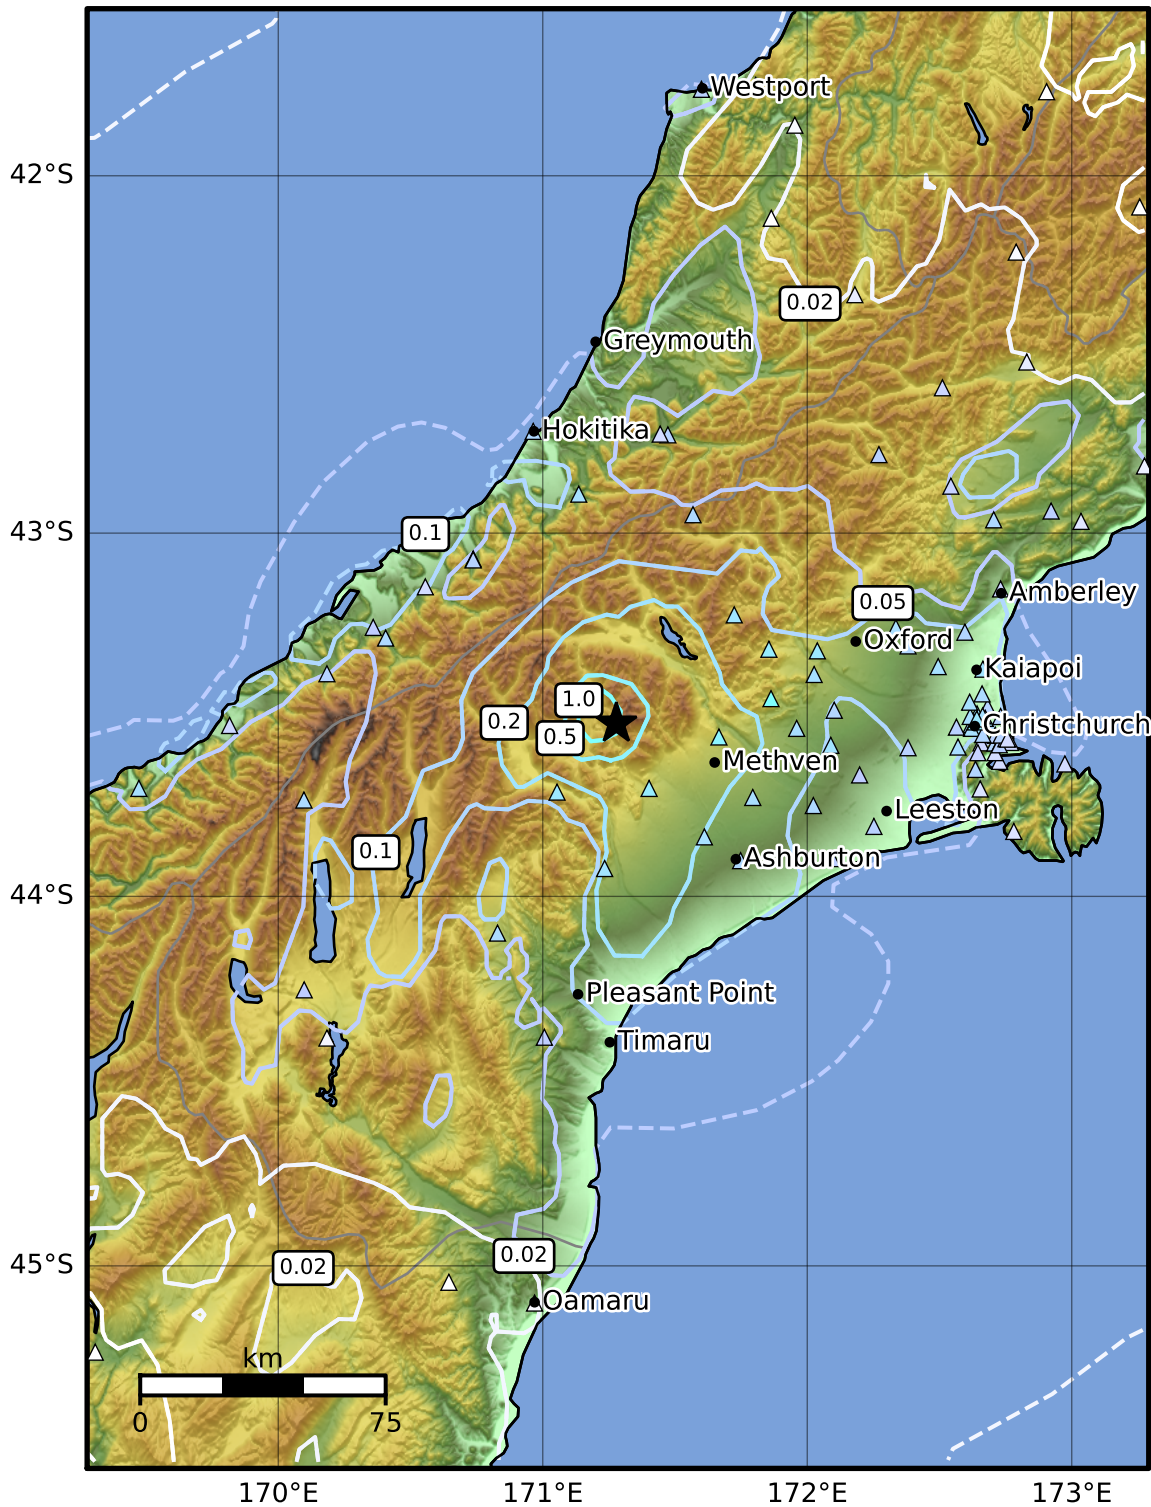 Westport
42°S
0.02
Greymouth
Hokitika
0.1
43°S
Amberley
0.05
Oxford
Kaiapoi
1.0
0.2
0.5
Christchurch
Methven
Leeston
0.1
Ashburton
44°S
Pleasant Point
Timaru
0.02
0.02
45°S
Oamaru
km
0
75
170°E
171°E
172°E
173°E